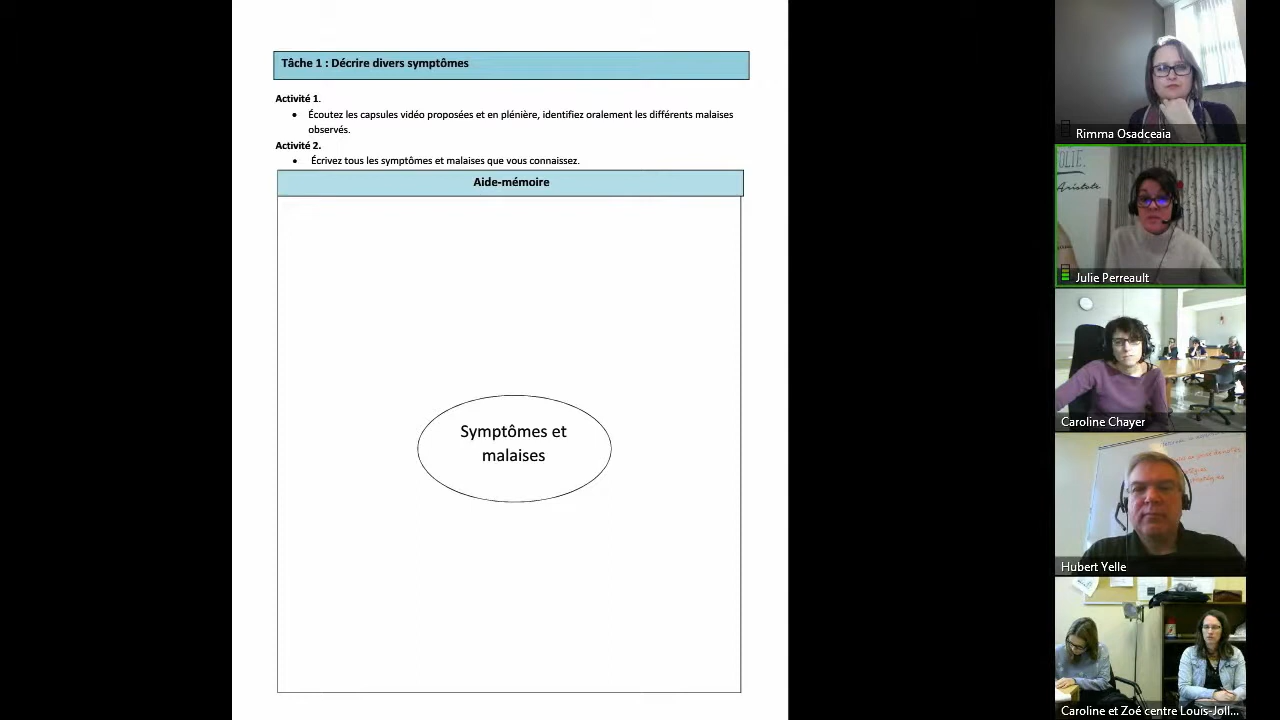 Tâche 1 : Décrire divers symptômes
Activité 1.
• Écoutez les capsules vidéo proposées et en plénière, identifiez oralement les différents malaises
observés.
Activité 2.
• Écrivez tous les symptômes et malaises que vous connaissez.
Aide-mémoire
Symptômes et
malaises
Rimma Osadceaia
OLIE.
Aristote
Julie Perreault
Caroline Chayer
Hubert Yelle
Caroline et Zoé centre Louis-Joll...